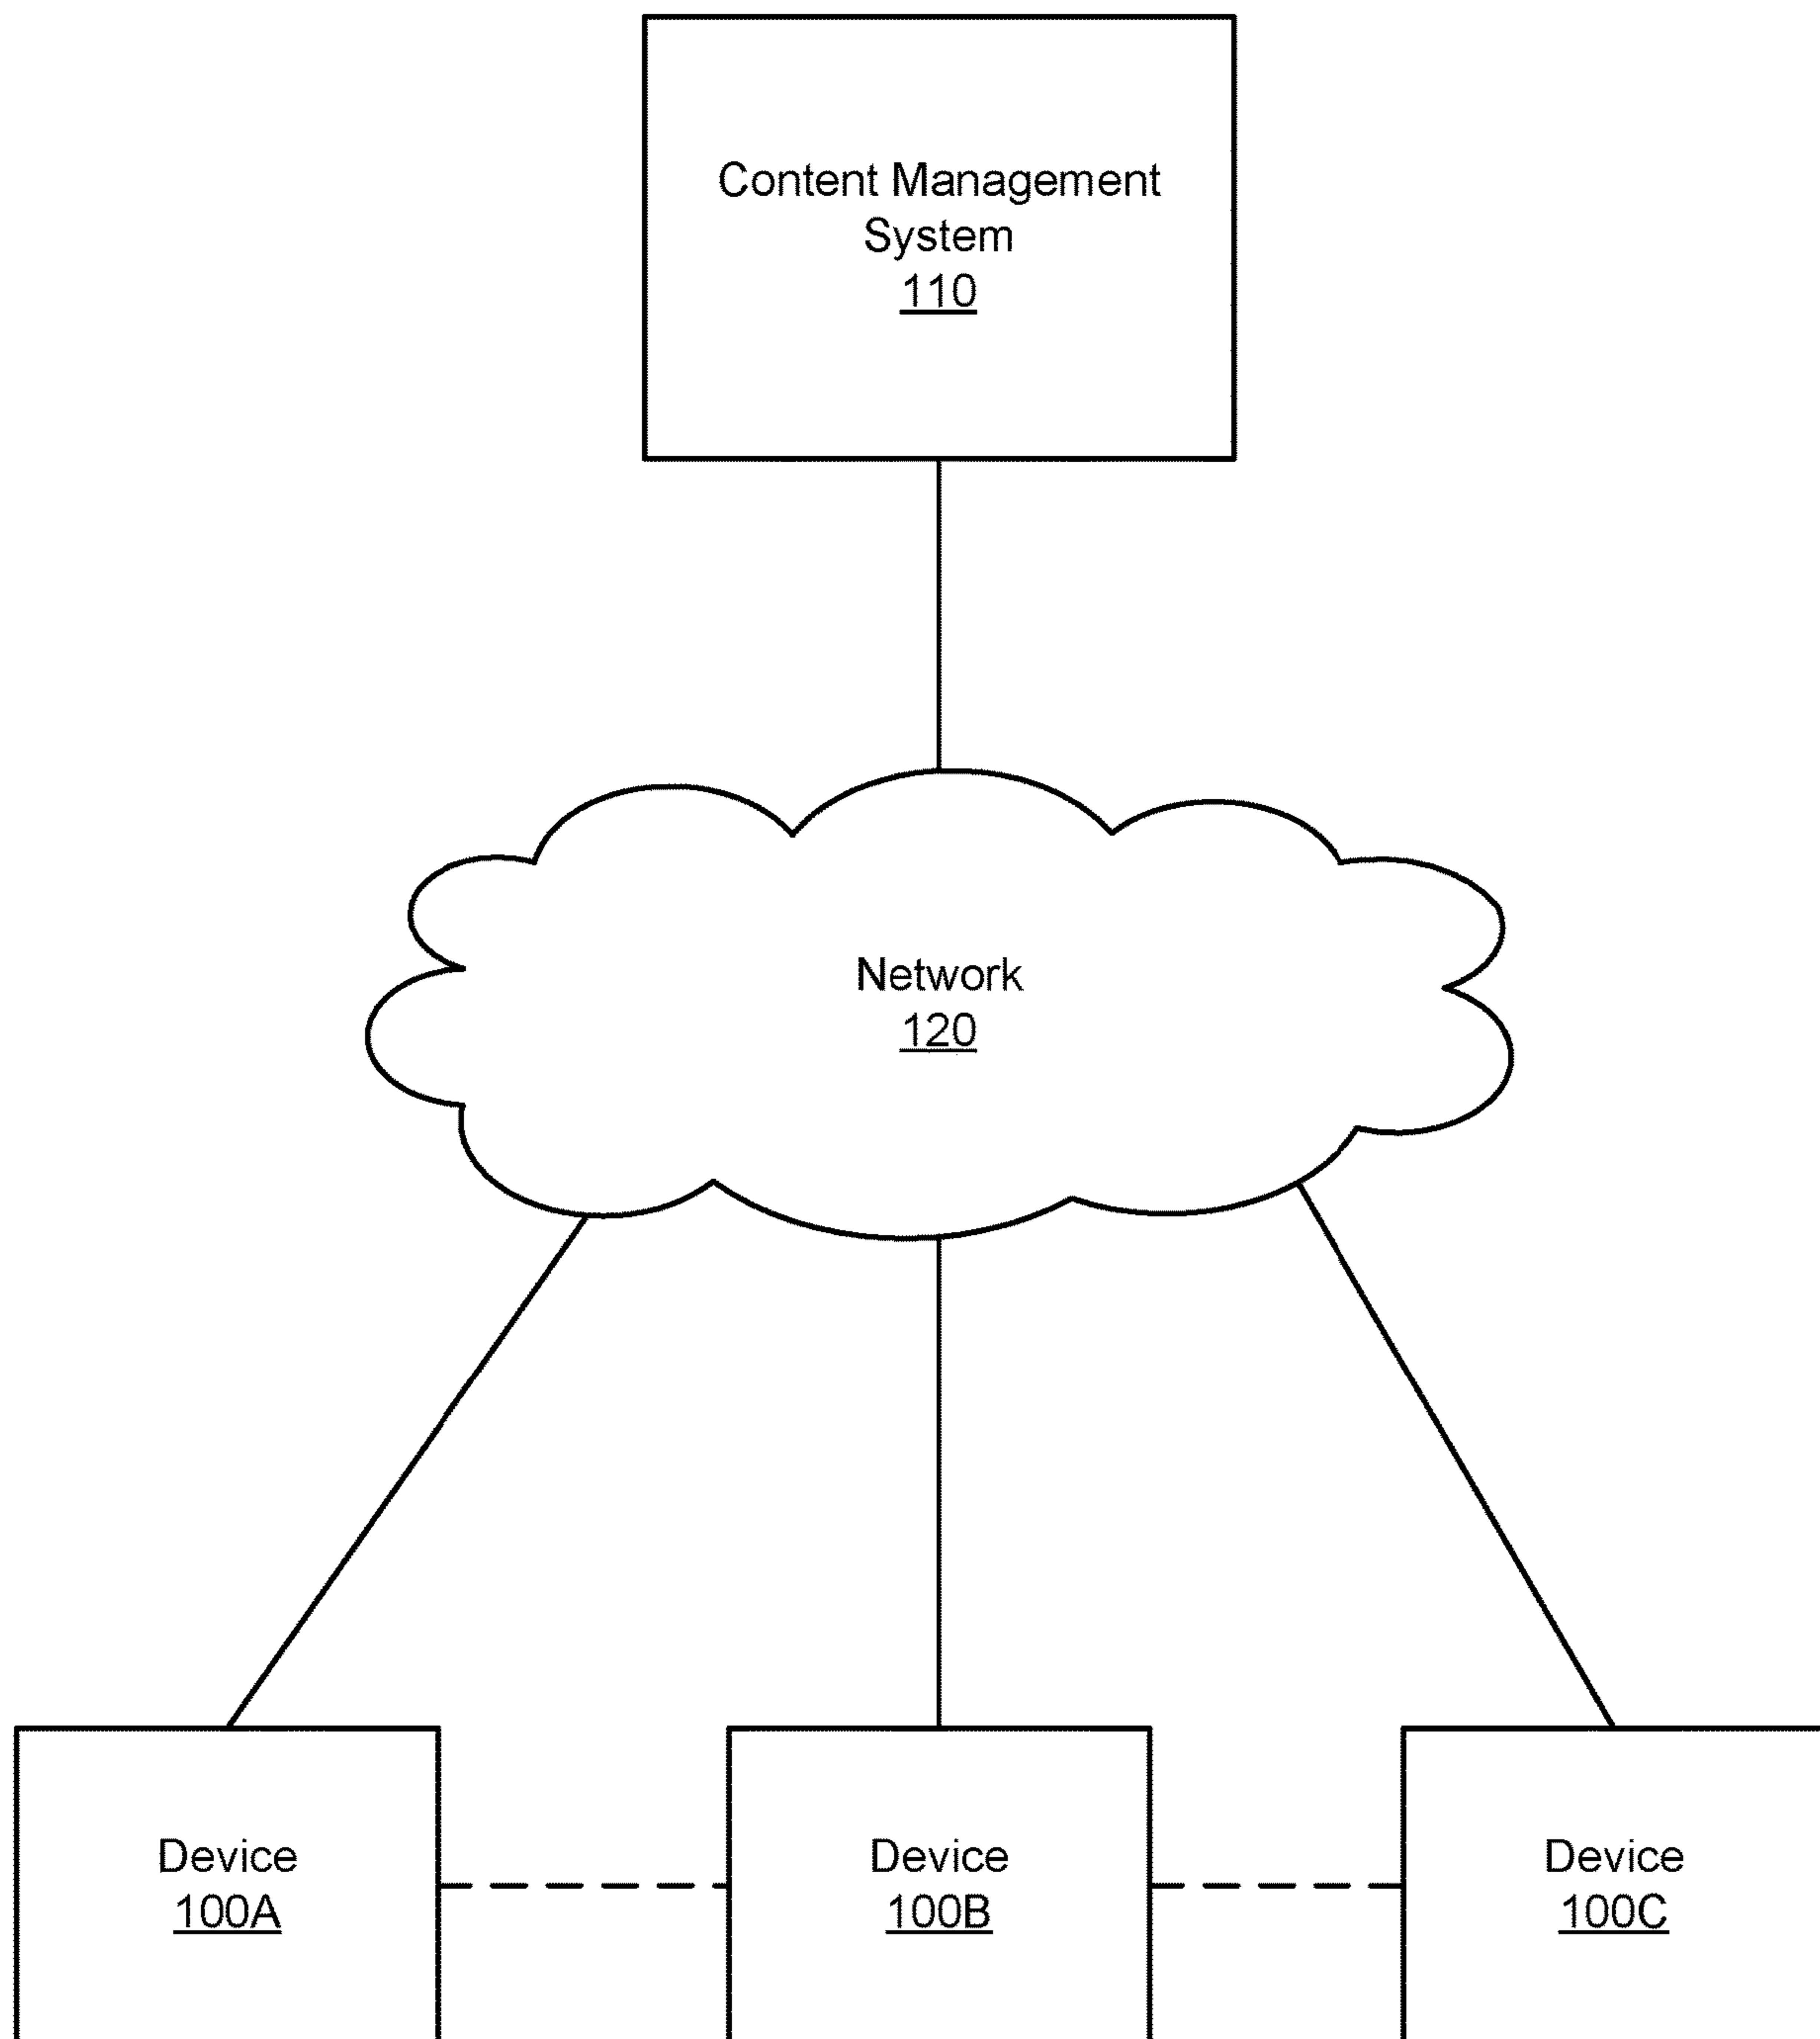 Content Management
System
110
Network
120
Device
100A
Device
100B
Device
100C